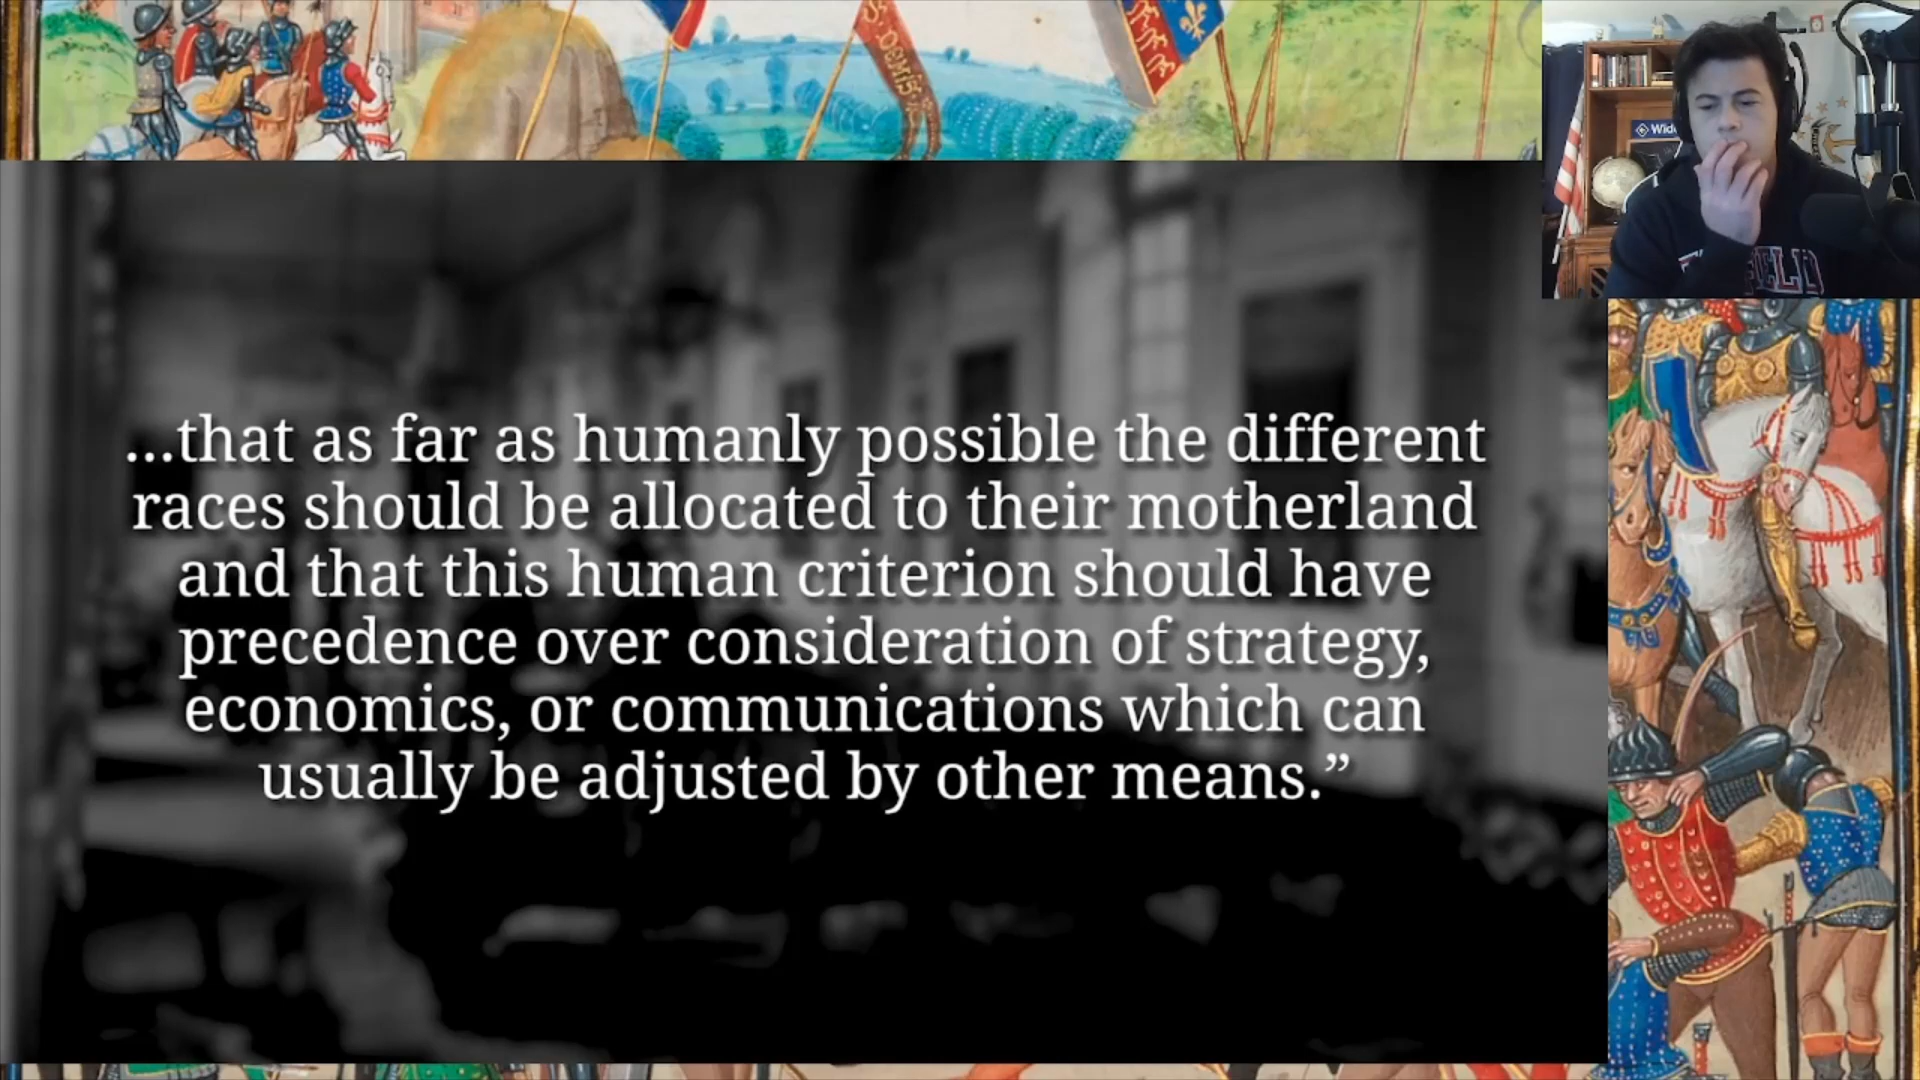 DEMIS
Wide
...that as far as humanly possible the different
races should be allocated to their motherland
and that this human criterion should have
precedence over consideration of strategy,
economics, or communications which can
usually be adjusted by other means.”